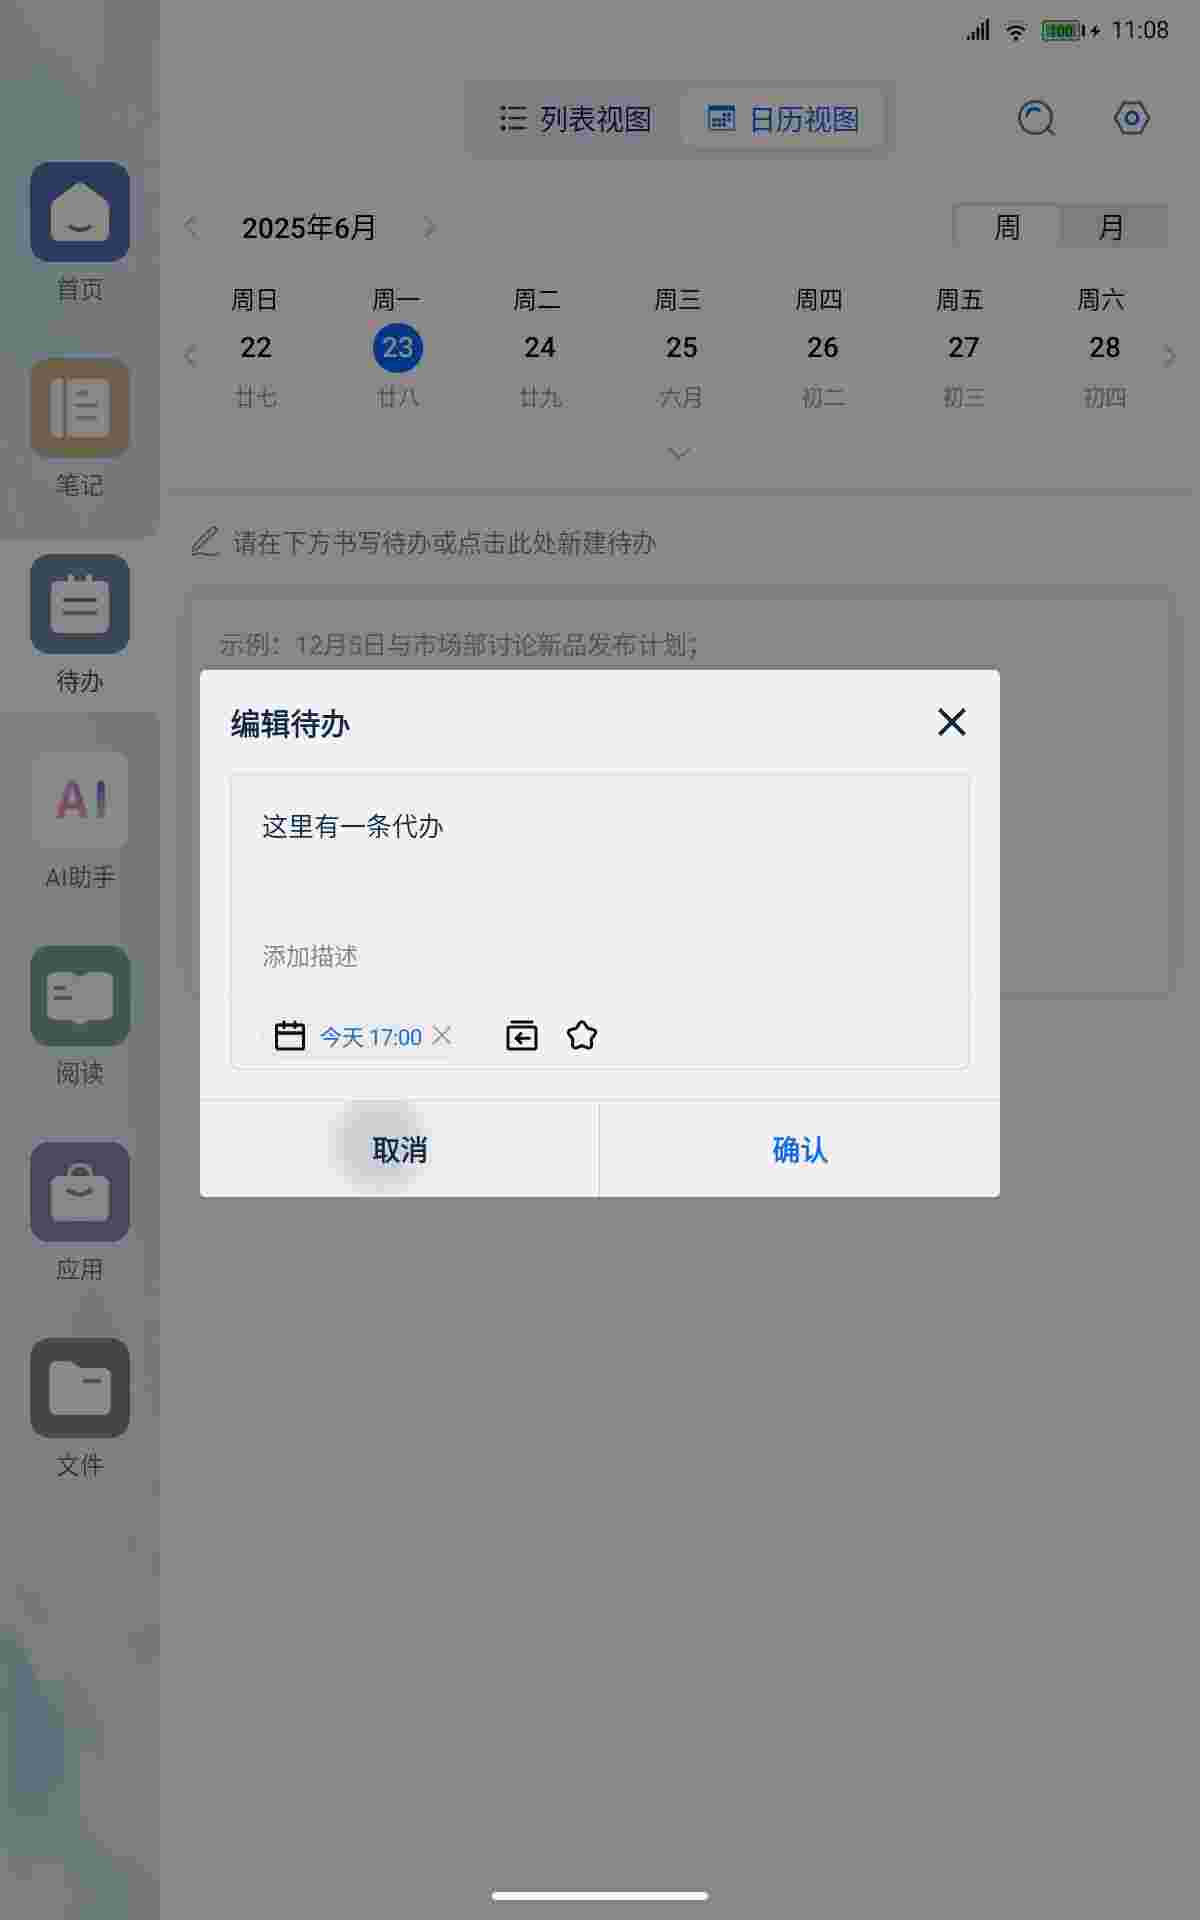 100 11:08
列表视图 日历视图
2025年6月 周 月
周日 周一 周二 周三 周四 周五 周六
22 23 24 25 26 27 28
廿七 廿八 廿九 六月 初二 初三 初四
请在下方书写待办或点击此处新建待办
示例：12月5日与市场部讨论新品发布计划；
编辑待办
这里有一条代办
添加描述
今天 17:00
取消 确认
首页
笔记
待办
AI
AI助手
阅读
应用
文件